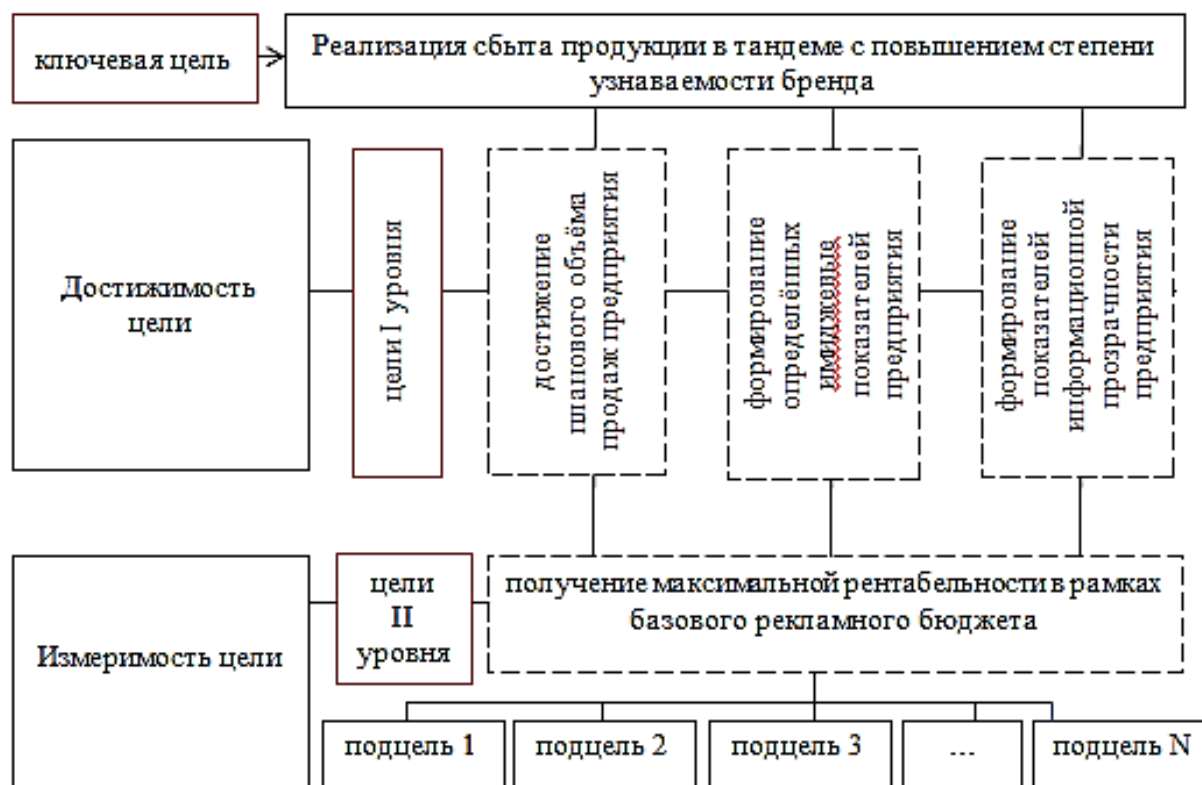 ключевая цель
Реализация сбыта продукции в тандеме с повышением степени
узнаваемости бренда
Достижимость
цели
цели I уровня
достижение
планового объёма
продаж предприятия
формирование
определённых
имиджевые
показателей
предприятия
формирование
показателей
информационной
прозрачности
предприятия
Измеримость цели
цели
II
уровня
получение максимальной рентабельности в рамках
базового рекламного бюджета
подцель 1
подцель 2
подцель 3
...
подцель N